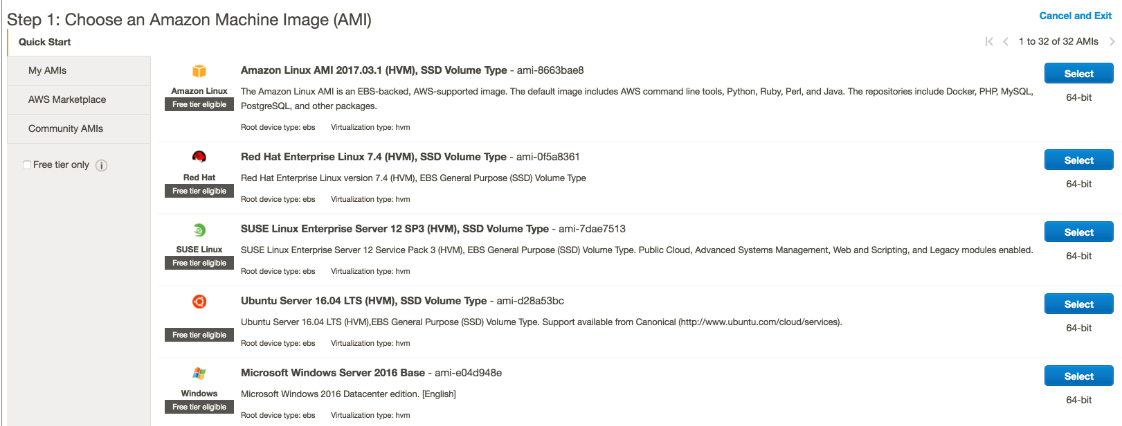 Step 1: Choose an Amazon Machine Image (AMI)
Cancel and Exit
Quick Start
1 to 32 of 32 AMIs
My AMIs
AWS Marketplace
Community AMIs
Free tier only
Amazon Linux
Free tier eligible
Amazon Linux AMI 2017.03.1 (HVM), SSD Volume Type - ami-8663bae8
The Amazon Linux AMI is an EBS-backed, AWS-supported image. The default image includes AWS command line tools, Python, Ruby, Perl, and Java. The repositories include Docker, PHP, MySQL,
PostgreSQL, and other packages.
Root device type: ebs Virtualization type: hvm
Select
64-bit
Red Hat
Free tier eligible
Red Hat Enterprise Linux 7.4 (HVM), SSD Volume Type - ami-0f5a8361
Red Hat Enterprise Linux version 7.4 (HVM), EBS General Purpose (SSD) Volume Type
Root device type: ebs Virtualization type: hvm
Select
64-bit
SUSE Linux
Free tier eligible
SUSE Linux Enterprise Server 12 SP3 (HVM), SSD Volume Type - ami-7dae7513
SUSE Linux Enterprise Server 12 Service Pack 3 (HVM), EBS General Purpose (SSD) Volume Type. Public Cloud, Advanced Systems Management, Web and Scripting, and Legacy modules enabled.
Root device type: ebs Virtualization type: hvm
Select
64-bit
Free tier eligible
Ubuntu Server 16.04 LTS (HVM), SSD Volume Type - ami-d28a53bc
Ubuntu Server 16.04 LTS (HVM),EBS General Purpose (SSD) Volume Type. Support available from Canonical (http://www.ubuntu.com/cloud/services).
Root device type: ebs Virtualization type: hvm
Select
64-bit
Windows
Free tier eligible
Microsoft Windows Server 2016 Base - ami-e04d948e
Microsoft Windows 2016 Datacenter edition. [English]
Root device type: ebs Virtualization type: hvm
Select
64-bit